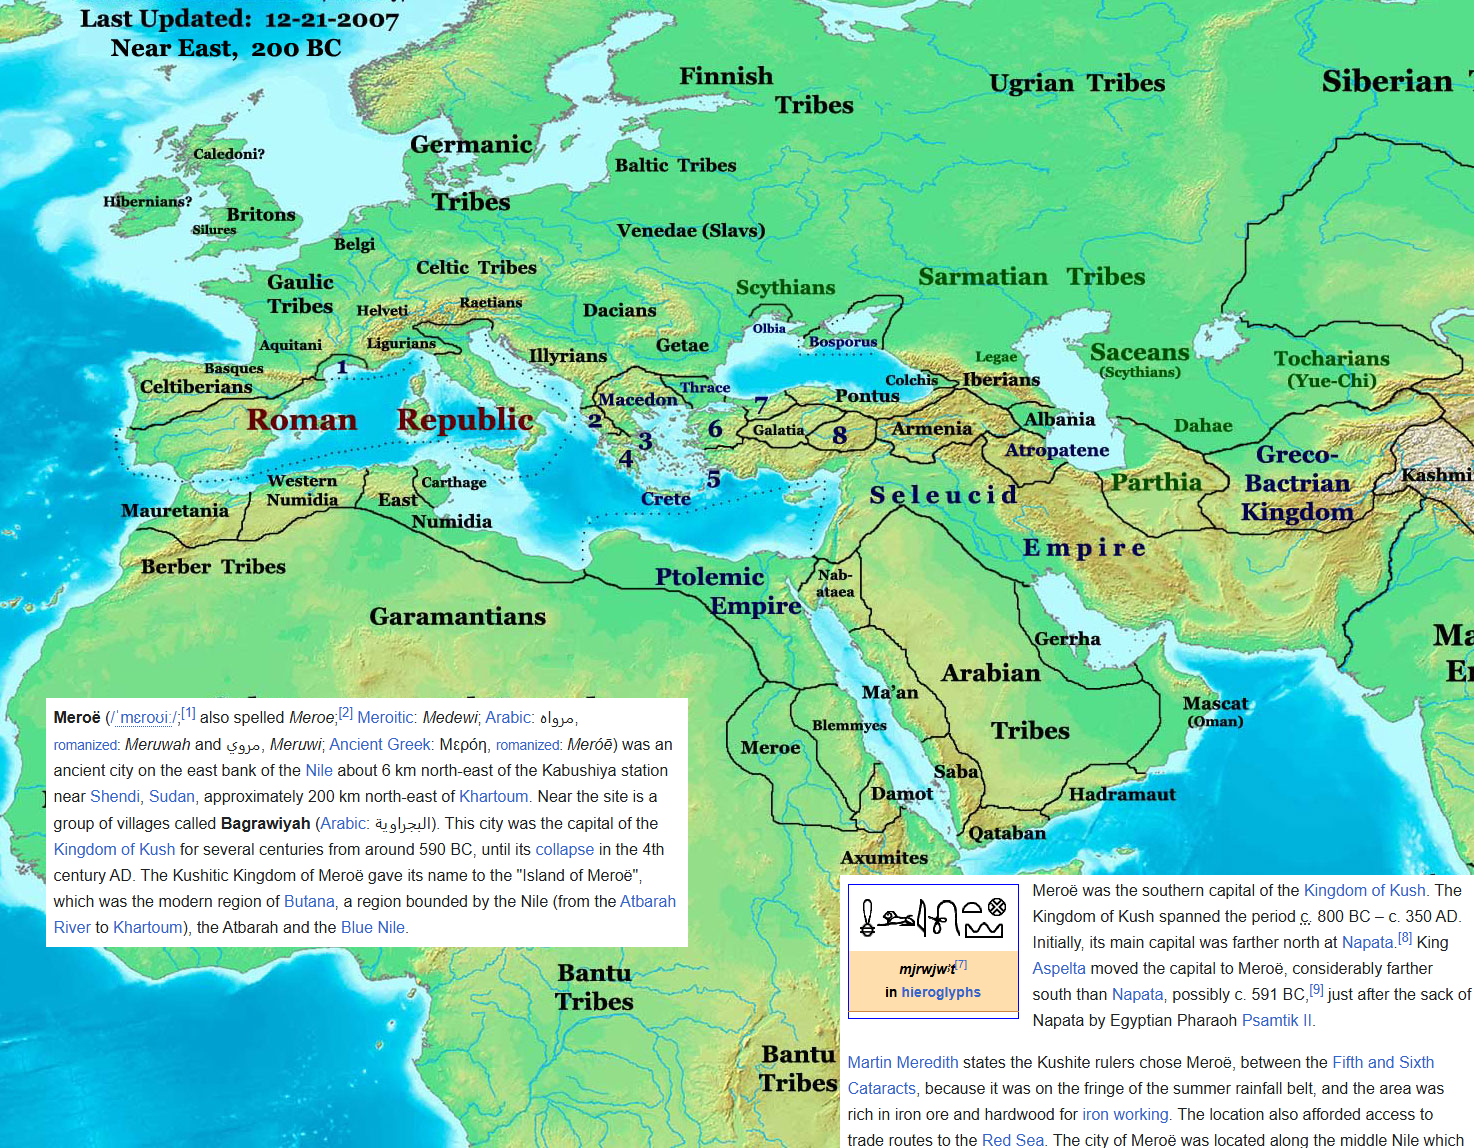 Last Updated: 12-21-2007
Near East, 200 BC
Finnish
Tribes
Ugrian Tribes
Siberian
Caledoni?
Germanic
Tribes
Baltic Tribes
Hibernians?
Britons
Silures
Venedae (Slavs)
Belgi
Celtic Tribes
Gaulic
Tribes
Helveti
Raetians
Dacians
Scythians
Sarmatian Tribes
Olbia
Bosporus
Aquitani
Ligurians
Illyrians
Getae
Legae
Saceans
(Scythians)
Tocharians
(Yue-Chi)
Basques
Celtiberians
1
Thrace
Macedon
Colchis
Iberians
Pontus
7
Roman Republic
2
3
4
6
Galatia
8
Armenia
Albania
Atropatene
Dahae
Greco-
Bactrian
Kingdom
Kashmi
Western
Numidia
Carthage
East
Numidia
Mauretania
5
Crete
Seleucid
Empire
Parthia
Berber Tribes
Ptolemic
Empire
Nab-
ataea
Garamantians
Gerrha
Arabian
Tribes
Ma
Er
Ma'an
Mascat
(Oman)
Blemmyes
Meroe
Saba
Damot
Hadramaut
Qataban
Axumites
Meroë (/ˈmɛroʊiː/;[1] also spelled Meroe;[2] Meroitic: Medewi; Arabic: مرواه,
romanized: Meruwah and مروي, Meruwi; Ancient Greek: Μερόη, romanized: Meróē) was an
ancient city on the east bank of the Nile about 6 km north-east of the Kabushiya station
near Shendi, Sudan, approximately 200 km north-east of Khartoum. Near the site is a
group of villages called Bagrawiyah (Arabic: البجراوية). This city was the capital of the
Kingdom of Kush for several centuries from around 590 BC, until its collapse in the 4th
century AD. The Kushitic Kingdom of Meroë gave its name to the "Island of Meroë",
which was the modern region of Butana, a region bounded by the Nile (from the Atbarah
River to Khartoum), the Atbarah and the Blue Nile.
Bantu
Tribes
Bantu
Tribes
mjrwjwꜣt[7]
in hieroglyphs
Meroë was the southern capital of the Kingdom of Kush. The
Kingdom of Kush spanned the period c. 800 BC – c. 350 AD.
Initially, its main capital was farther north at Napata.[8] King
Aspelta moved the capital to Meroë, considerably farther
south than Napata, possibly c. 591 BC,[9] just after the sack of
Napata by Egyptian Pharaoh Psamtik II.
Martin Meredith states the Kushite rulers chose Meroë, between the Fifth and Sixth
Cataracts, because it was on the fringe of the summer rainfall belt, and the area was
rich in iron ore and hardwood for iron working. The location also afforded access to
trade routes to the Red Sea. The city of Meroë was located along the middle Nile which